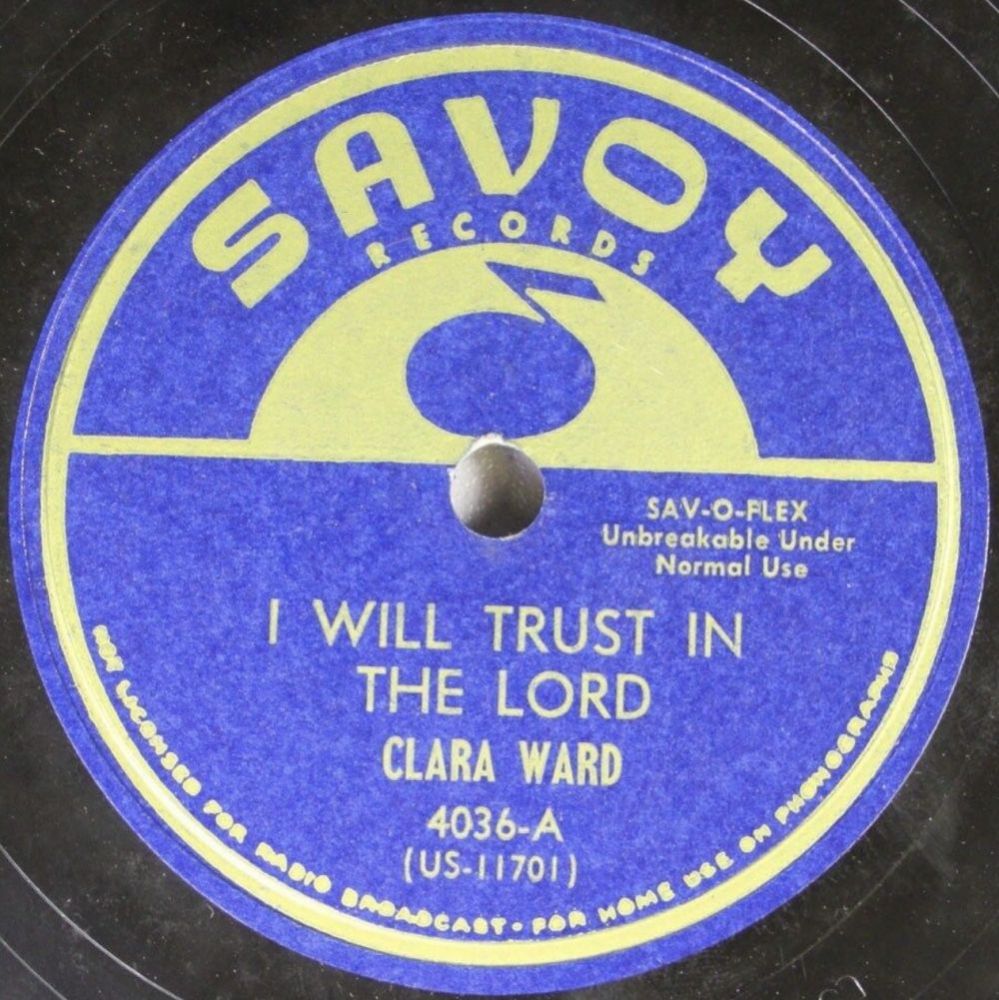 SAVOY
RECORDS
SAV-O-FLEX
Unbreakable Under
Normal Use
I WILL TRUST IN
THE LORD
CLARA WARD
4036-A
(US-11701)
NOT LICENSED FOR RADIO BROADCAST • FOR HOME USE ON PHONOGRAPHS